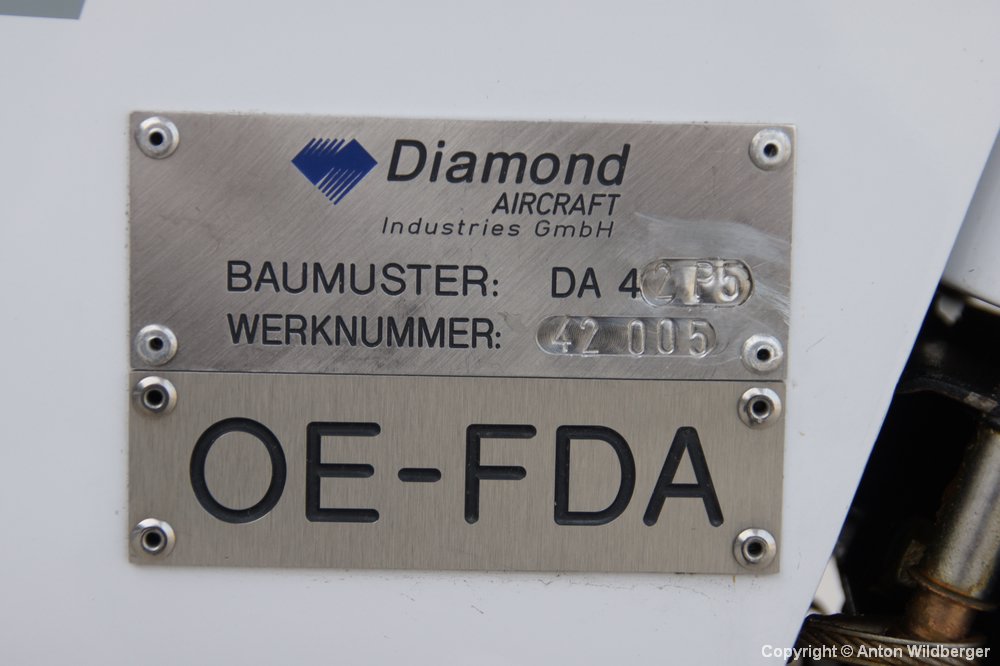 Diamond
AIRCRAFT
Industries GmbH
BAUMUSTER: DA 42 P5
WERKNUMMER: 42 005
OE-FDA
Copyright © Anton Wildberger